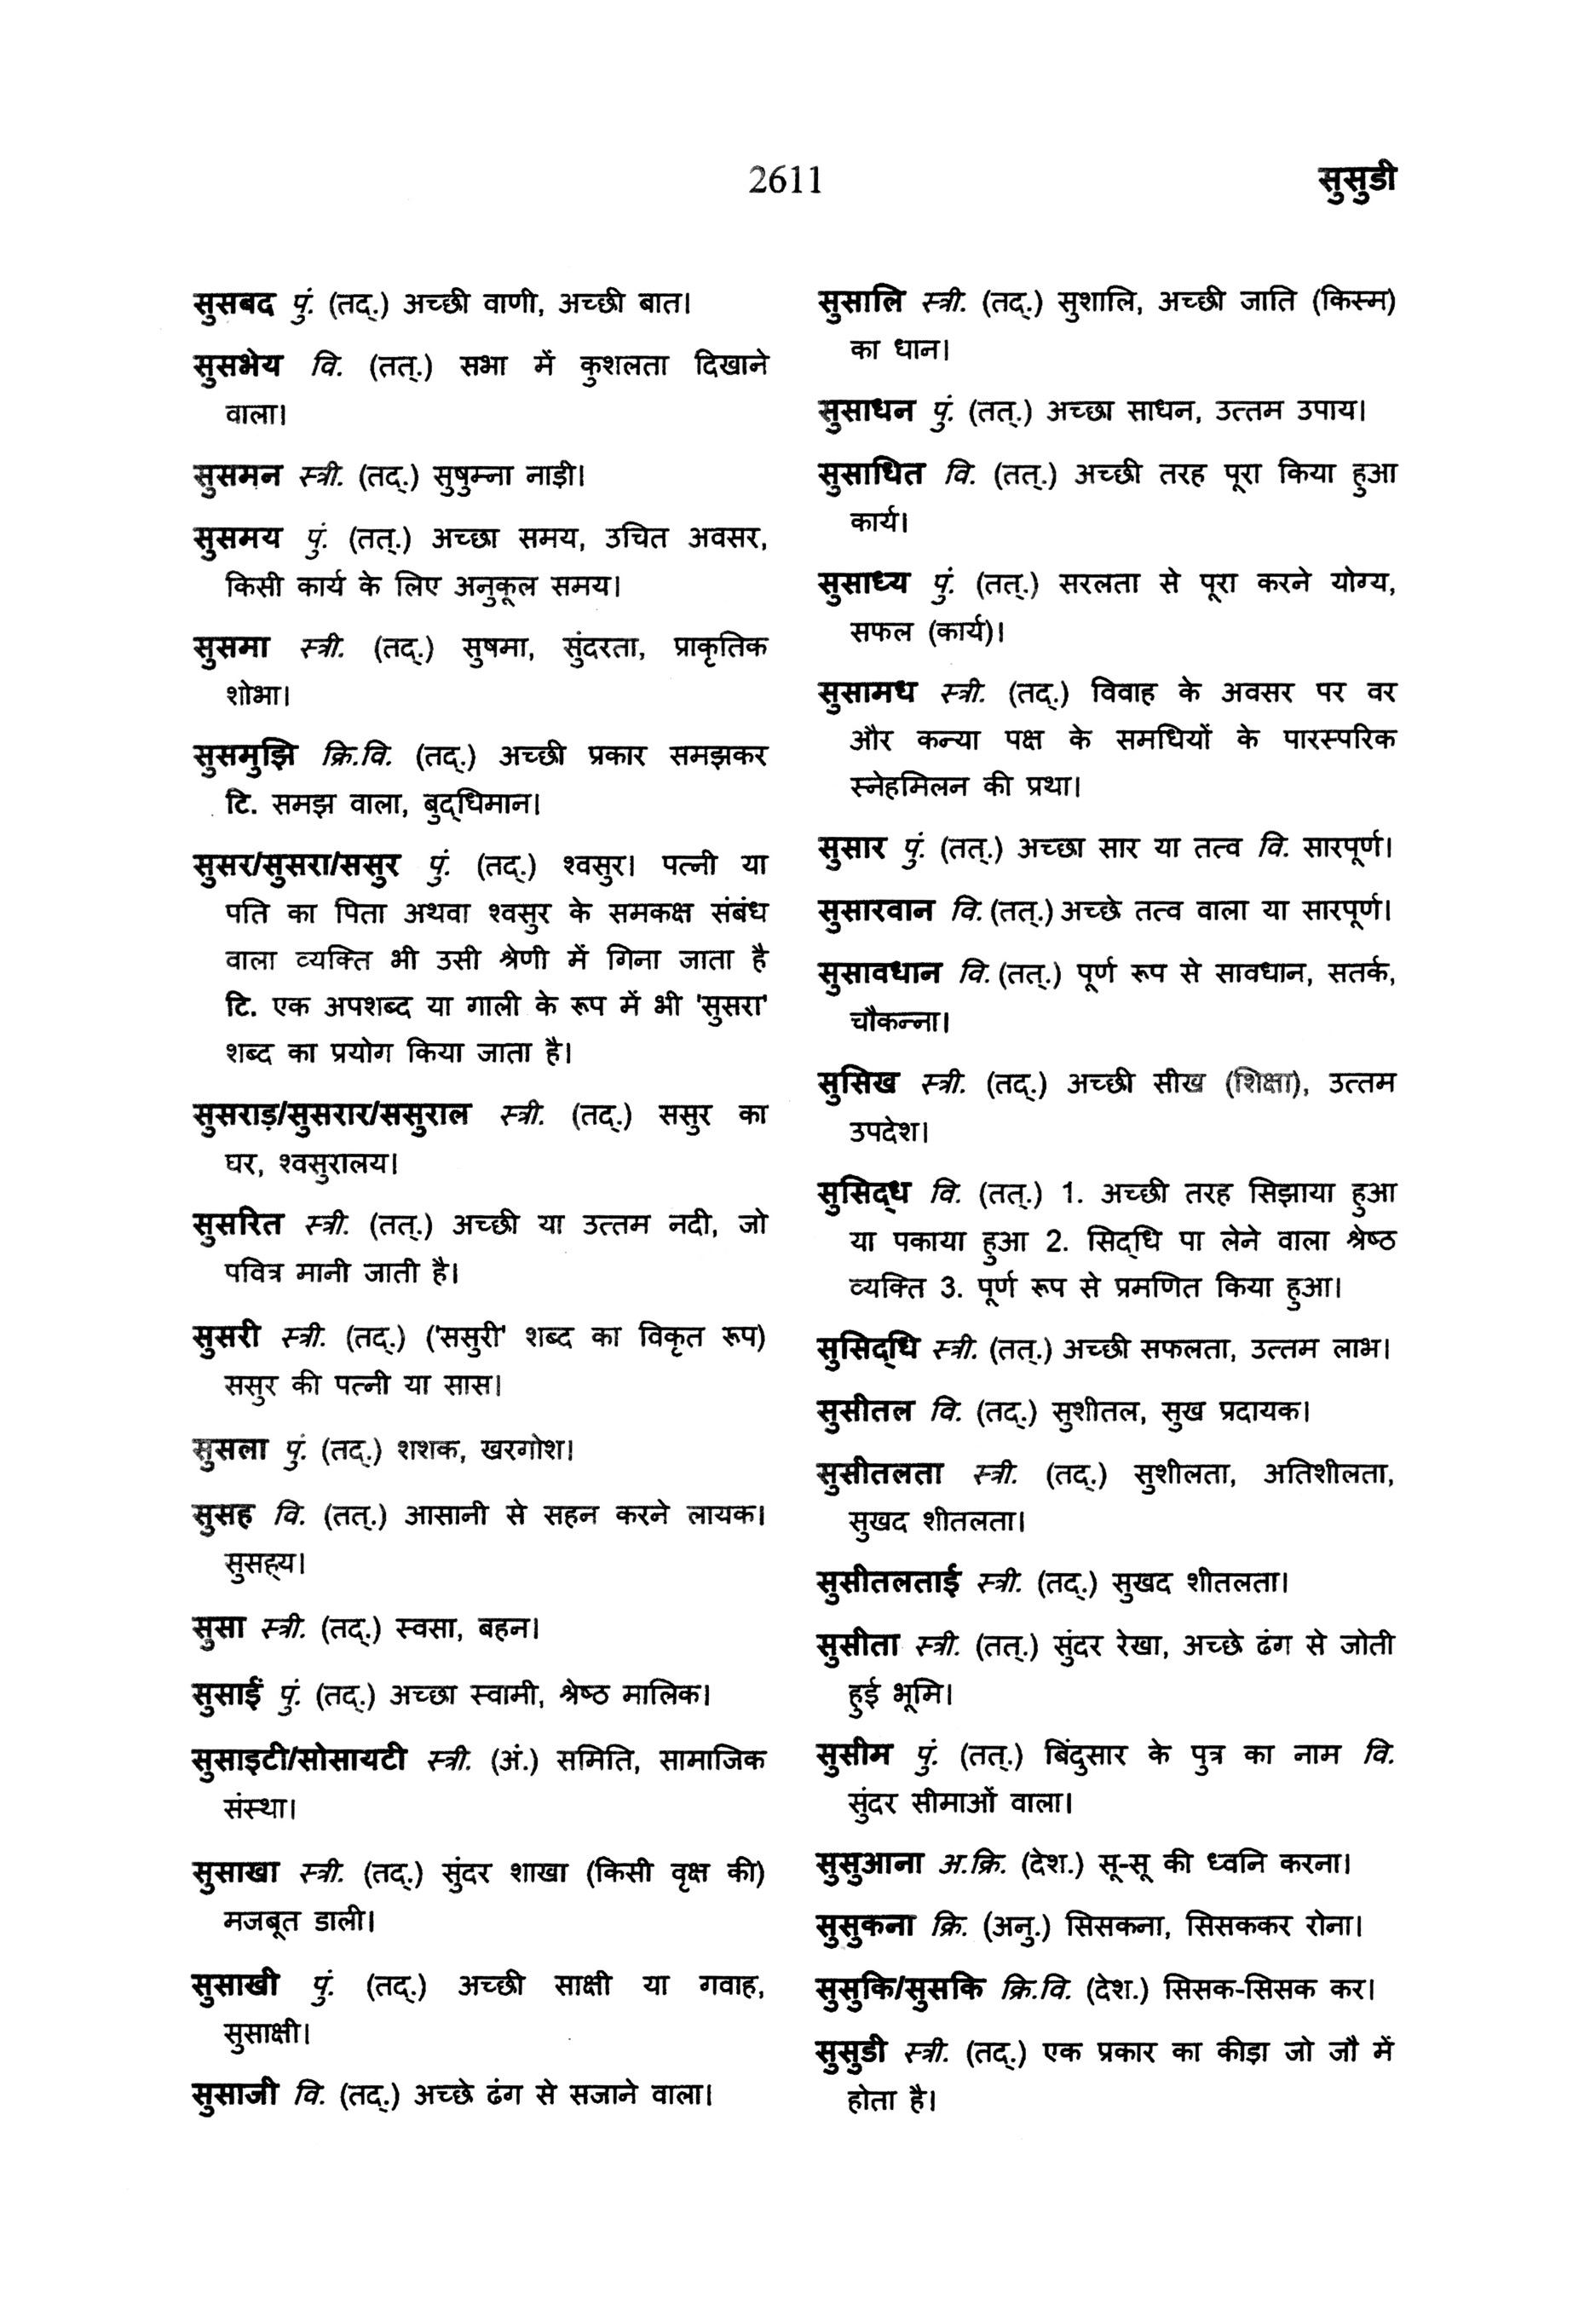 2611
सुसुडी
सुसबद पुं. (तद्.) अच्छी वाणी, अच्छी बात।
सुसभेय वि. (तत्.) सभा में कुशलता दिखाने
वाला।
सुसमन स्त्री. (तद्.) सुषुम्ना नाड़ी।
सुसमय पुं. (तत्.) अच्छा समय, उचित अवसर,
किसी कार्य के लिए अनुकूल समय।
सुसमा स्त्री. (तद्.) सुषमा, सुंदरता, प्राकृतिक
शोभा।
सुसमुझि क्रि.वि. (तद्.) अच्छी प्रकार समझकर
टि. समझ वाला, बुद्‌धिमान।
सुसर/सुसरा/ससुर पुं. (तद्.) श्वसुर। पत्नी या
पति का पिता अथवा श्वसुर के समकक्ष संबंध
वाला व्यक्ति भी उसी श्रेणी में गिना जाता है
टि. एक अपशब्द या गाली के रूप में भी 'सुसरा'
शब्द का प्रयोग किया जाता है।
सुसराड़/सुसरार/ससुराल स्त्री. (तद्.) ससुर का
घर, श्वसुरालय।
सुसरित स्त्री. (तत्.) अच्छी या उत्तम नदी, जो
पवित्र मानी जाती है।
सुसरी स्त्री. (तद्.) ('ससुरी' शब्द का विकृत रूप)
ससुर की पत्नी या सास।
सुसला पुं. (तद्.) शशक, खरगोश।
सुसह वि. (तत्.) आसानी से सहन करने लायक।
सुसह्‌य।
सुसा स्त्री. (तद्.) स्वसा, बहन।
सुसाईं पुं. (तद्.) अच्छा स्वामी, श्रेष्ठ मालिक।
सुसाइटी/सोसायटी स्त्री. (अं.) समिति, सामाजिक
संस्था।
सुसाखा स्त्री. (तद्.) सुंदर शाखा (किसी वृक्ष की)
मजबूत डाली।
सुसाखी पुं. (तद्.) अच्छी साक्षी या गवाह,
सुसाक्षी।
सुसाजी वि. (तद्.) अच्छे ढंग से सजाने वाला।
सुसालि स्त्री. (तद्.) सुशालि, अच्छी जाति (किस्म)
का धान।
सुसाधन पुं. (तत्.) अच्छा साधन, उत्तम उपाय।
सुसाधित वि. (तत्.) अच्छी तरह पूरा किया हुआ
कार्य।
सुसाध्य पुं. (तत्.) सरलता से पूरा करने योग्य,
सफल (कार्य)।
सुसामध स्त्री. (तद्.) विवाह के अवसर पर वर
और कन्या पक्ष के समधियों के पारस्परिक
स्नेहमिलन की प्रथा।
सुसार पुं. (तत्.) अच्छा सार या तत्व वि. सारपूर्ण।
सुसारवान वि. (तत्.) अच्छे तत्व वाला या सारपूर्ण।
सुसावधान वि. (तत्.) पूर्ण रूप से सावधान, सतर्क,
चौकन्ना।
सुसिख स्त्री. (तद्.) अच्छी सीख (शिक्षा), उत्तम
उपदेश।
सुसिद्‌ध वि. (तत्.) 1. अच्छी तरह सिझाया हुआ
या पकाया हुआ 2. सिद्‌धि पा लेने वाला श्रेष्ठ
व्यक्ति 3. पूर्ण रूप से प्रमणित किया हुआ।
सुसिद्‌धि स्त्री. (तत्.) अच्छी सफलता, उत्तम लाभ।
सुसीतल वि. (तद्.) सुशीतल, सुख प्रदायक।
सुसीतलता स्त्री. (तद्.) सुशीलता, अतिशीलता,
सुखद शीतलता।
सुसीतलताई स्त्री. (तद्.) सुखद शीतलता।
सुसीता स्त्री. (तत्.) सुंदर रेखा, अच्छे ढंग से जोती
हुई भूमि।
सुसीम पुं. (तत्.) बिंदुसार के पुत्र का नाम वि.
सुंदर सीमाओं वाला।
सुसुआना अ.क्रि. (देश.) सू-सू की ध्वनि करना।
सुसुकना क्रि. (अनु.) सिसकना, सिसककर रोना।
सुसुकि/सुसकि क्रि.वि. (देश.) सिसक-सिसक कर।
सुसुडी स्त्री. (तद्.) एक प्रकार का कीड़ा जो जौ में
होता है।